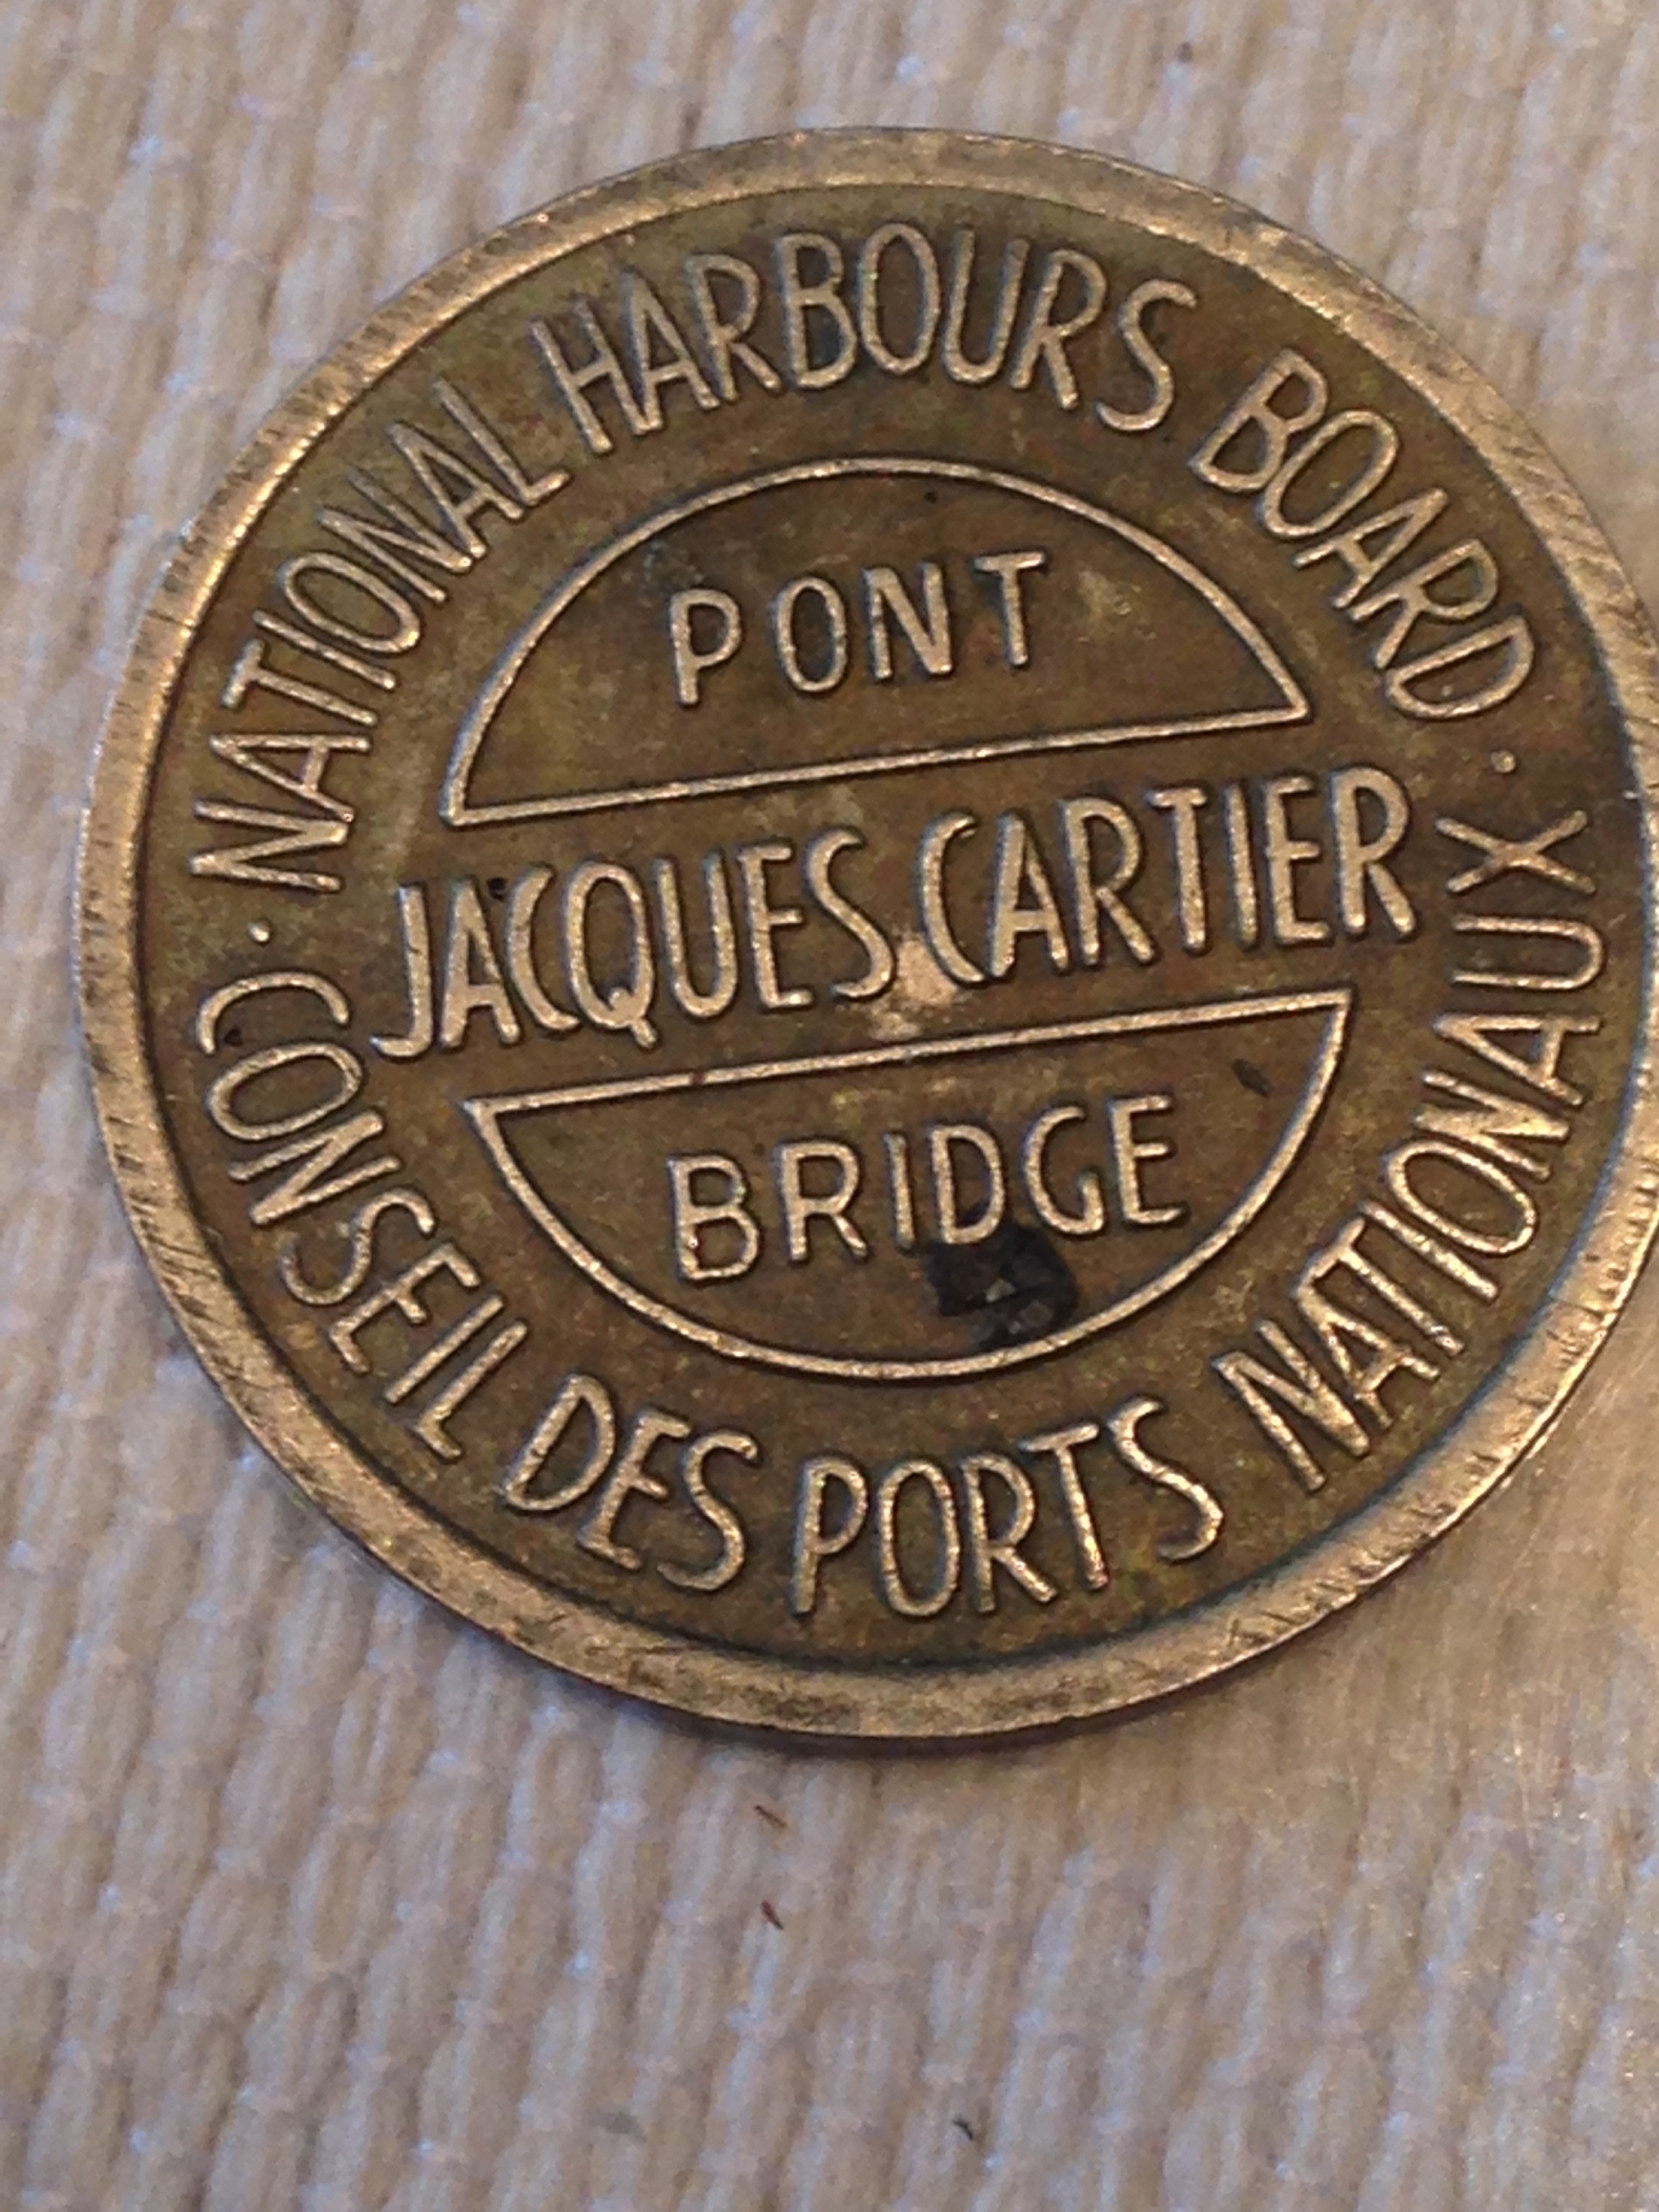 · NATIONAL HARBOURS BOARD ·
PONT
JACQUES CARTIER
BRIDGE
CONSEIL DES PORTS NATIONAUX